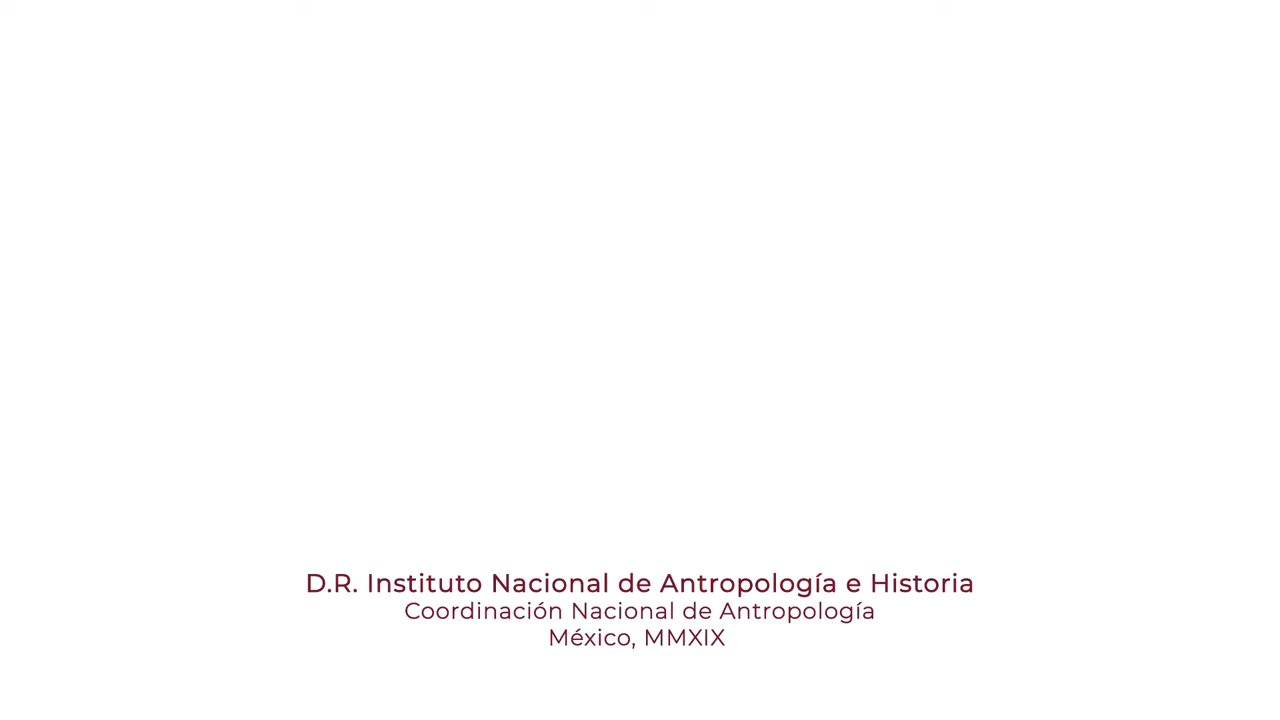 D.R. Instituto Nacional de Antropología e Historia
Coordinación Nacional de Antropología
México, MMXIX